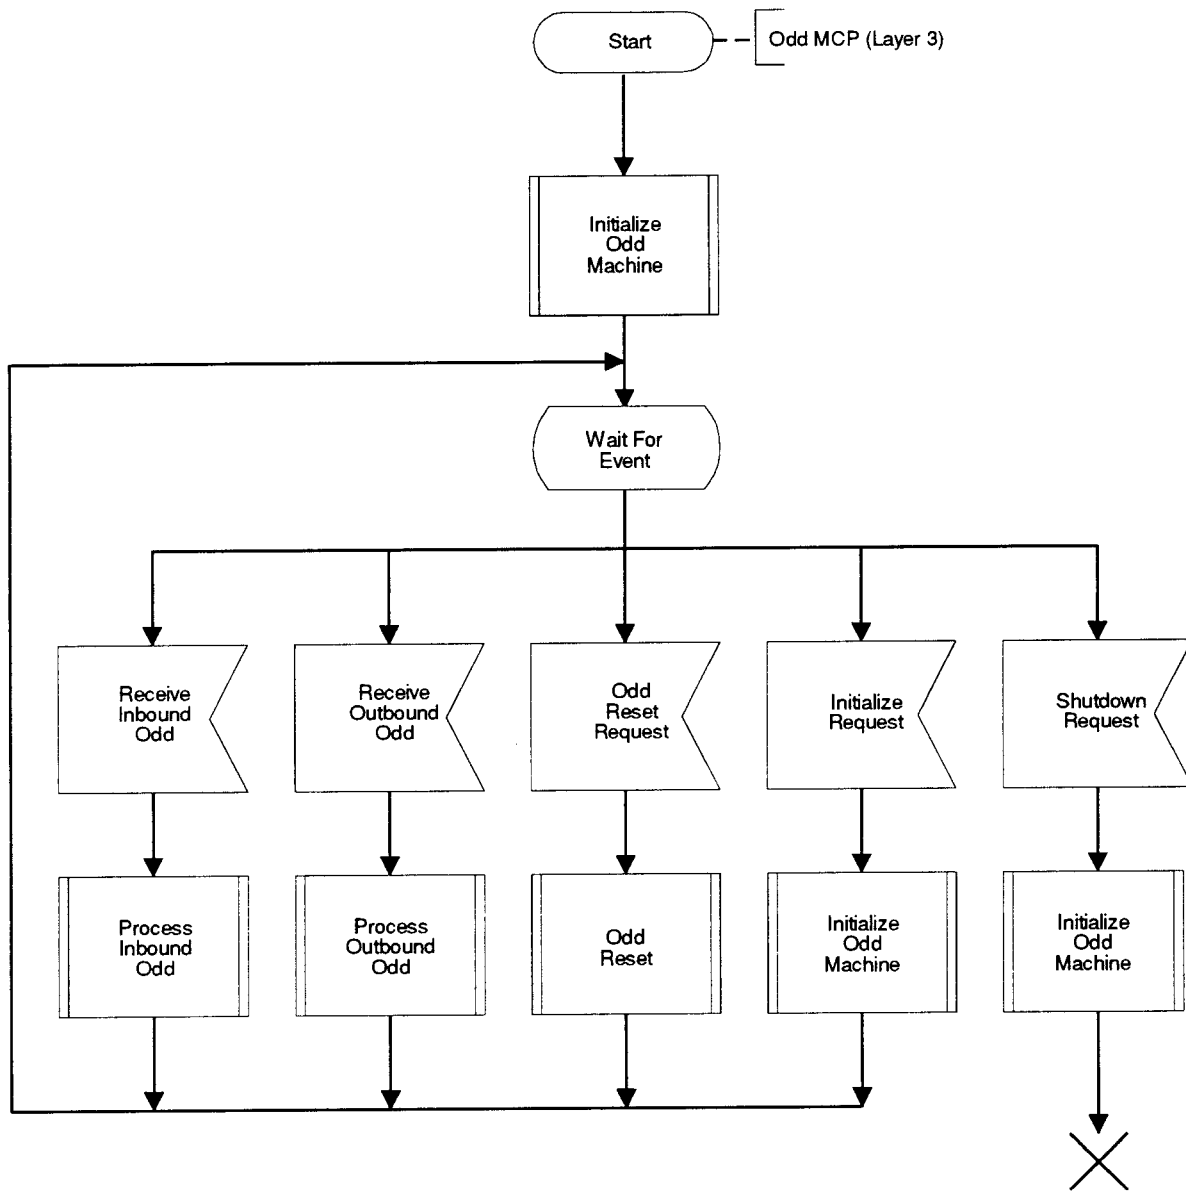 Start
Odd MCP (Layer 3)
Initialize
Odd
Machine
Wait For
Event
Receive
Inbound
Odd
Receive
Outbound
Odd
Odd
Reset
Request
Initialize
Request
Shutdown
Request
Process
Inbound
Odd
Process
Outbound
Odd
Odd
Reset
Initialize
Odd
Machine
Initialize
Odd
Machine